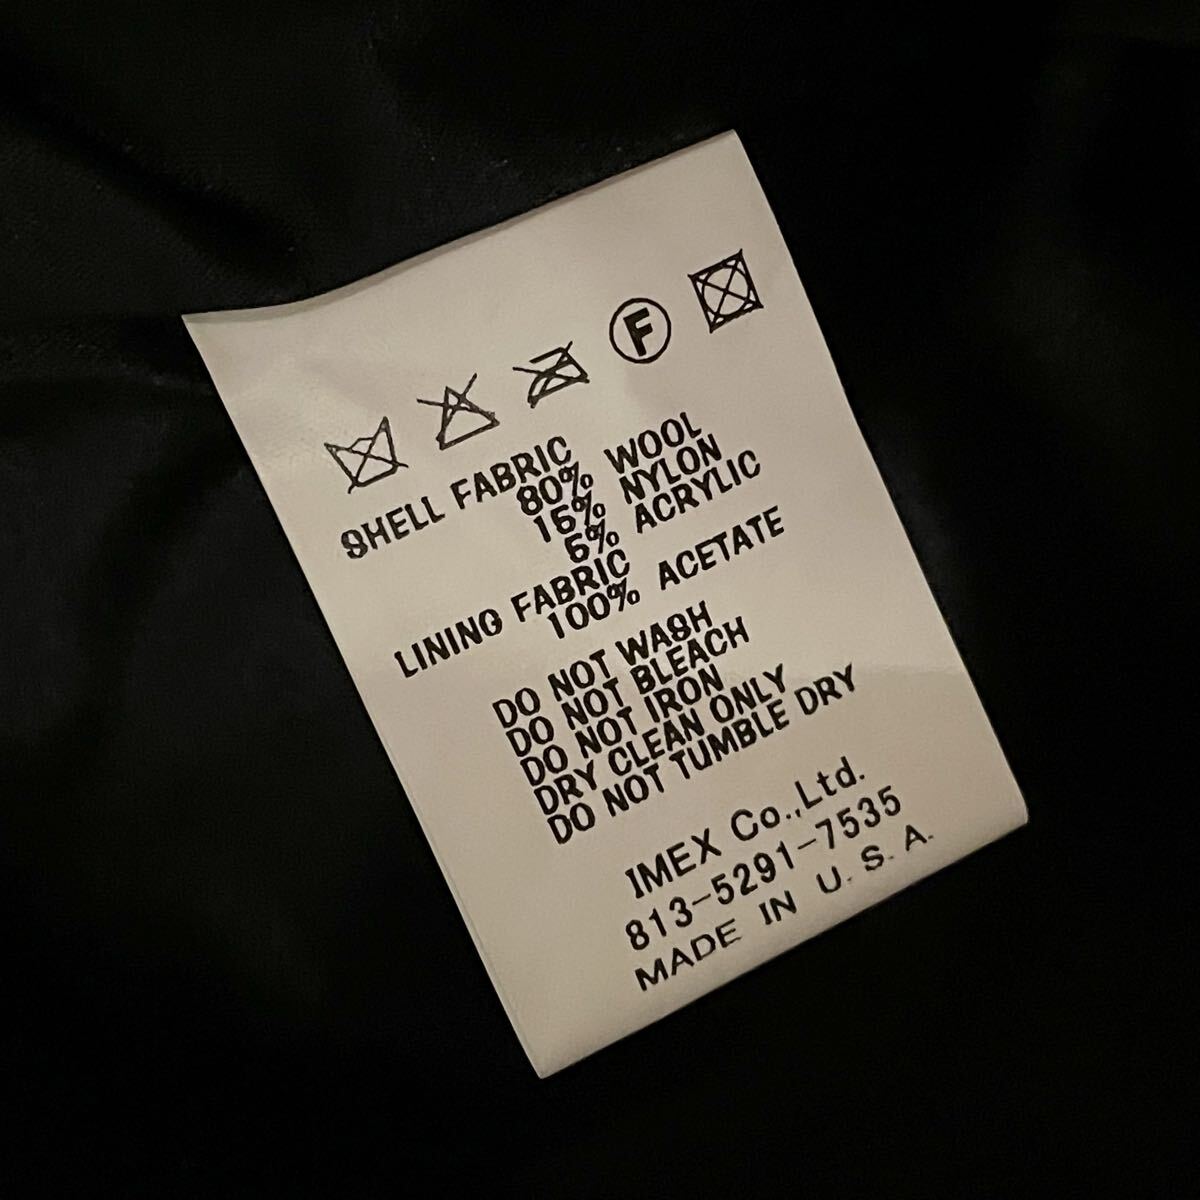 F
SHELL FABRIC
80% WOOL
15% NYLON
5% ACRYLIC
LINING FABRIC
100% ACETATE
DO NOT WASH
DO NOT BLEACH
DO NOT IRON
DRY CLEAN ONLY
DO NOT TUMBLE DRY
IMEX Co.,Ltd.
813-5291-7535
MADE IN U.S.A.